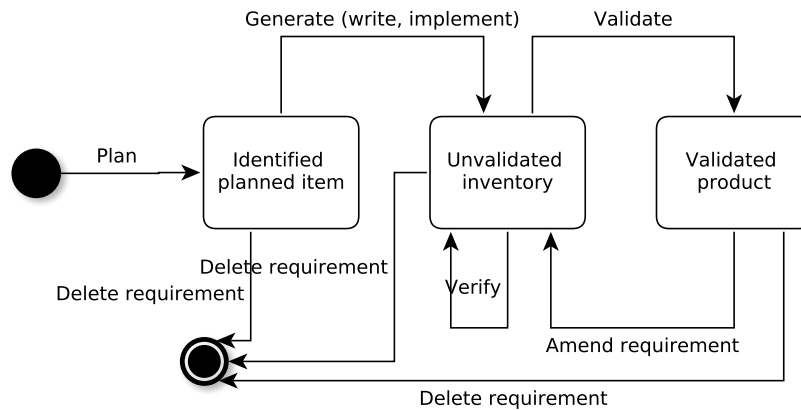 Generate (write, implement)
Validate
Plan
Identified
planned item
Unvalidated
inventory
Validated
product
Delete requirement
Delete requirement
Verify
Amend requirement
Delete requirement